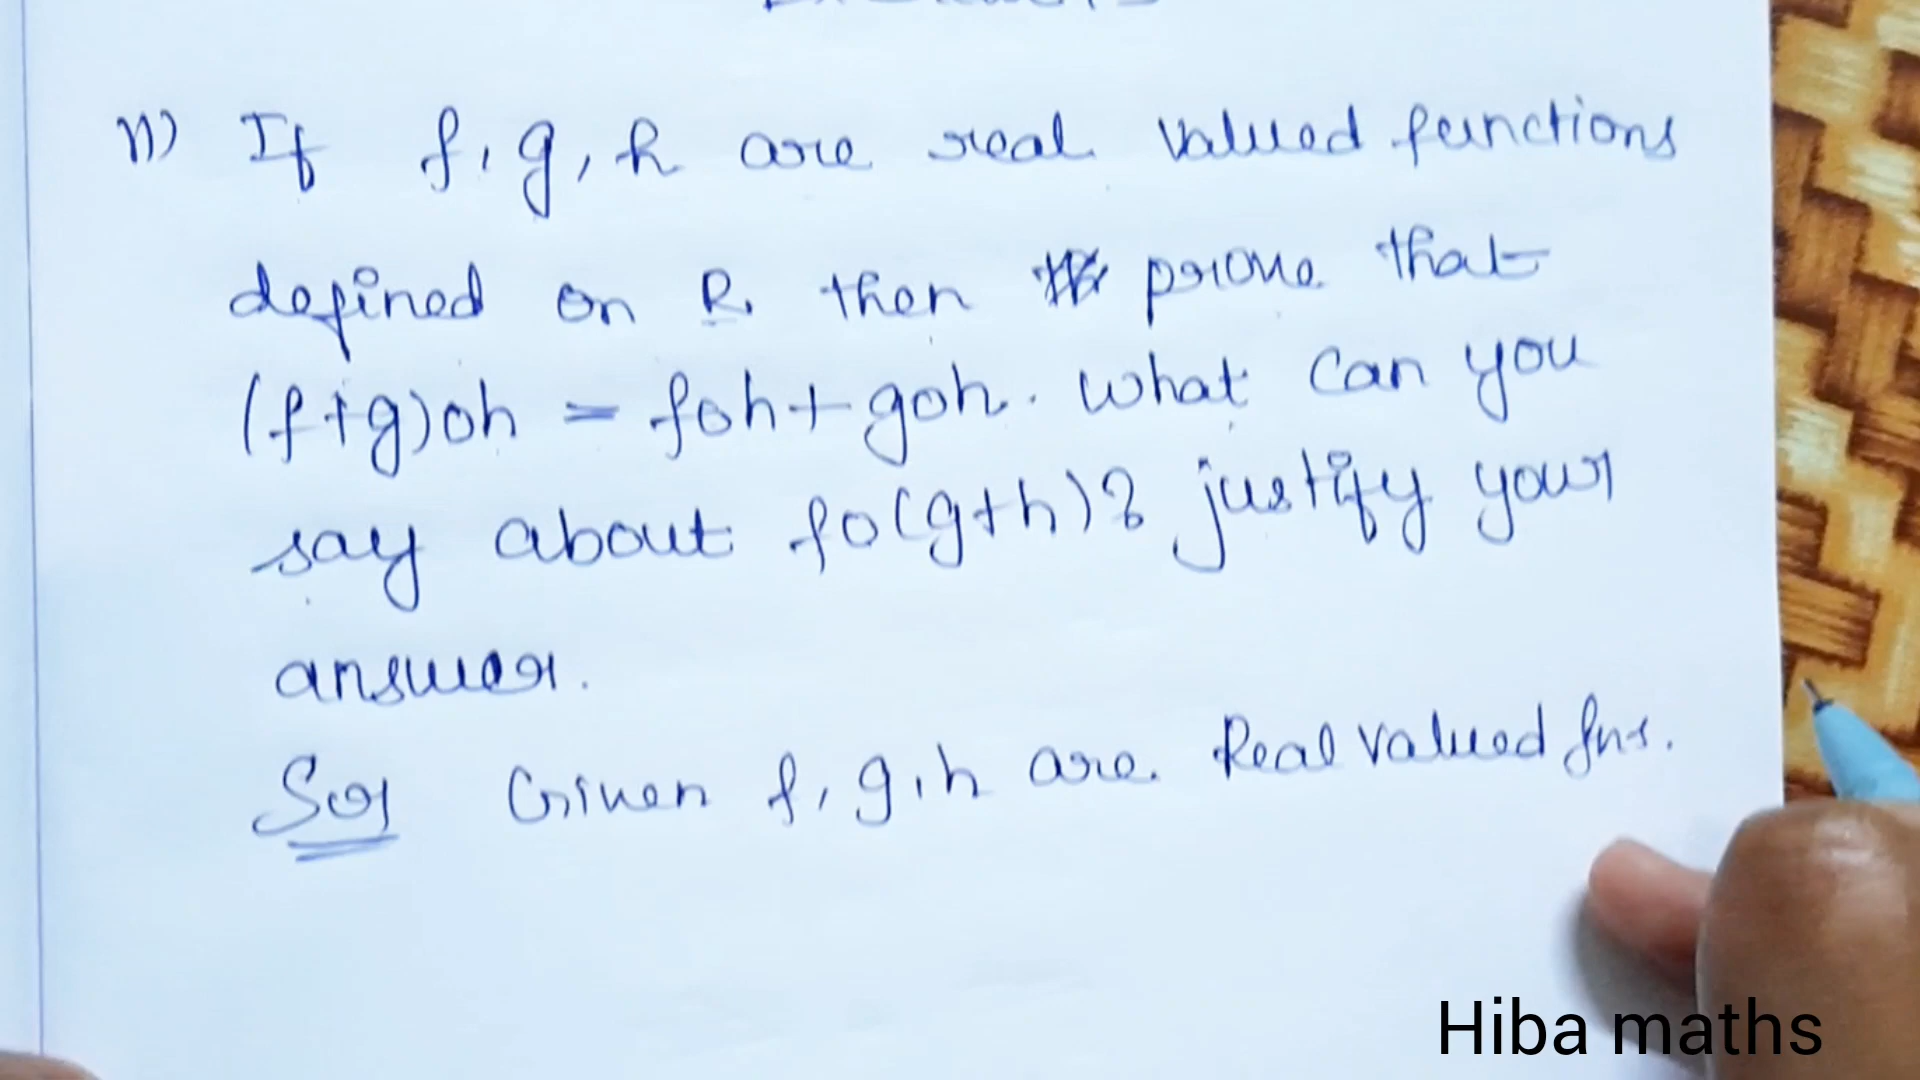 11) If f, g, h are real valued functions
defined on R then prove that
(f+g)oh = foh+goh. What can you
say about fo(g+h)? justify your
answer.
Sol Given f, g, h are Real valued fns.
Hiba maths